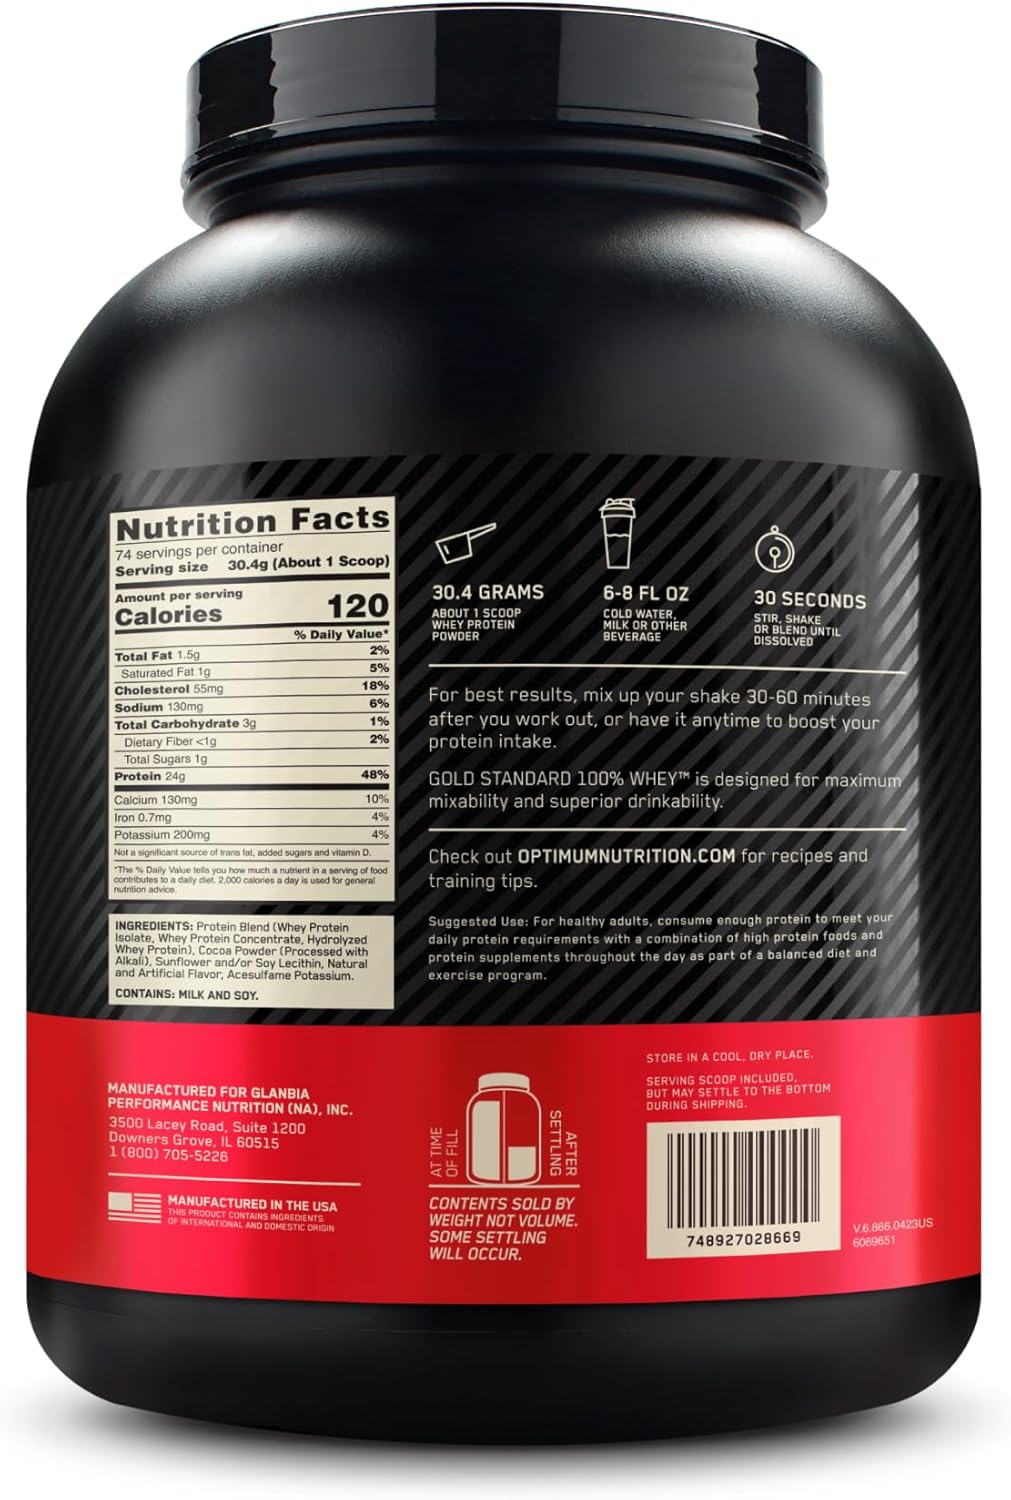 Nutrition Facts
74 servings per container
Serving size 30.4g (About 1 Scoop)
Amount per serving
Calories 120
% Daily Value*
Total Fat 1.5g 2%
Saturated Fat 1g 5%
Cholesterol 55mg 18%
Sodium 130mg 6%
Total Carbohydrate 3g 1%
Dietary Fiber <1g 2%
Total Sugars 1g
Protein 24g 48%
Calcium 130mg 10%
Iron 0.7mg 4%
Potassium 200mg 4%
Not a significant source of trans fat, added sugars and vitamin D.
*The % Daily Value tells you how much a nutrient in a serving of food
contributes to a daily diet. 2,000 calories a day is used for general
nutrition advice.
INGREDIENTS: Protein Blend (Whey Protein
Isolate, Whey Protein Concentrate, Hydrolyzed
Whey Protein), Cocoa Powder (Processed with
Alkali), Sunflower and/or Soy Lecithin, Natural
and Artificial Flavor, Acesulfame Potassium.
CONTAINS: MILK AND SOY.
30.4 GRAMS
ABOUT 1 SCOOP
WHEY PROTEIN
POWDER
6-8 FL OZ
COLD WATER,
MILK OR OTHER
BEVERAGE
30 SECONDS
STIR, SHAKE
OR BLEND UNTIL
DISSOLVED
For best results, mix up your shake 30-60 minutes
after you work out, or have it anytime to boost your
protein intake.
GOLD STANDARD 100% WHEY™ is designed for maximum
mixability and superior drinkability.
Check out OPTIMUMNUTRITION.COM for recipes and
training tips.
Suggested Use: For healthy adults, consume enough protein to meet your
daily protein requirements with a combination of high protein foods and
protein supplements throughout the day as part of a balanced diet and
exercise program.
MANUFACTURED FOR GLANBIA
PERFORMANCE NUTRITION (NA), INC.
3500 Lacey Road, Suite 1200
Downers Grove, IL 60515
1 (800) 705-5226
MANUFACTURED IN THE USA
THIS PRODUCT CONTAINS INGREDIENTS
OF INTERNATIONAL AND DOMESTIC ORIGIN
AT TIME
OF FILL
AFTER
SETTLING
CONTENTS SOLD BY
WEIGHT NOT VOLUME.
SOME SETTLING
WILL OCCUR.
STORE IN A COOL, DRY PLACE.
SERVING SCOOP INCLUDED,
BUT MAY SETTLE TO THE BOTTOM
DURING SHIPPING.
748927028669
V.6.866.0423US
6069651